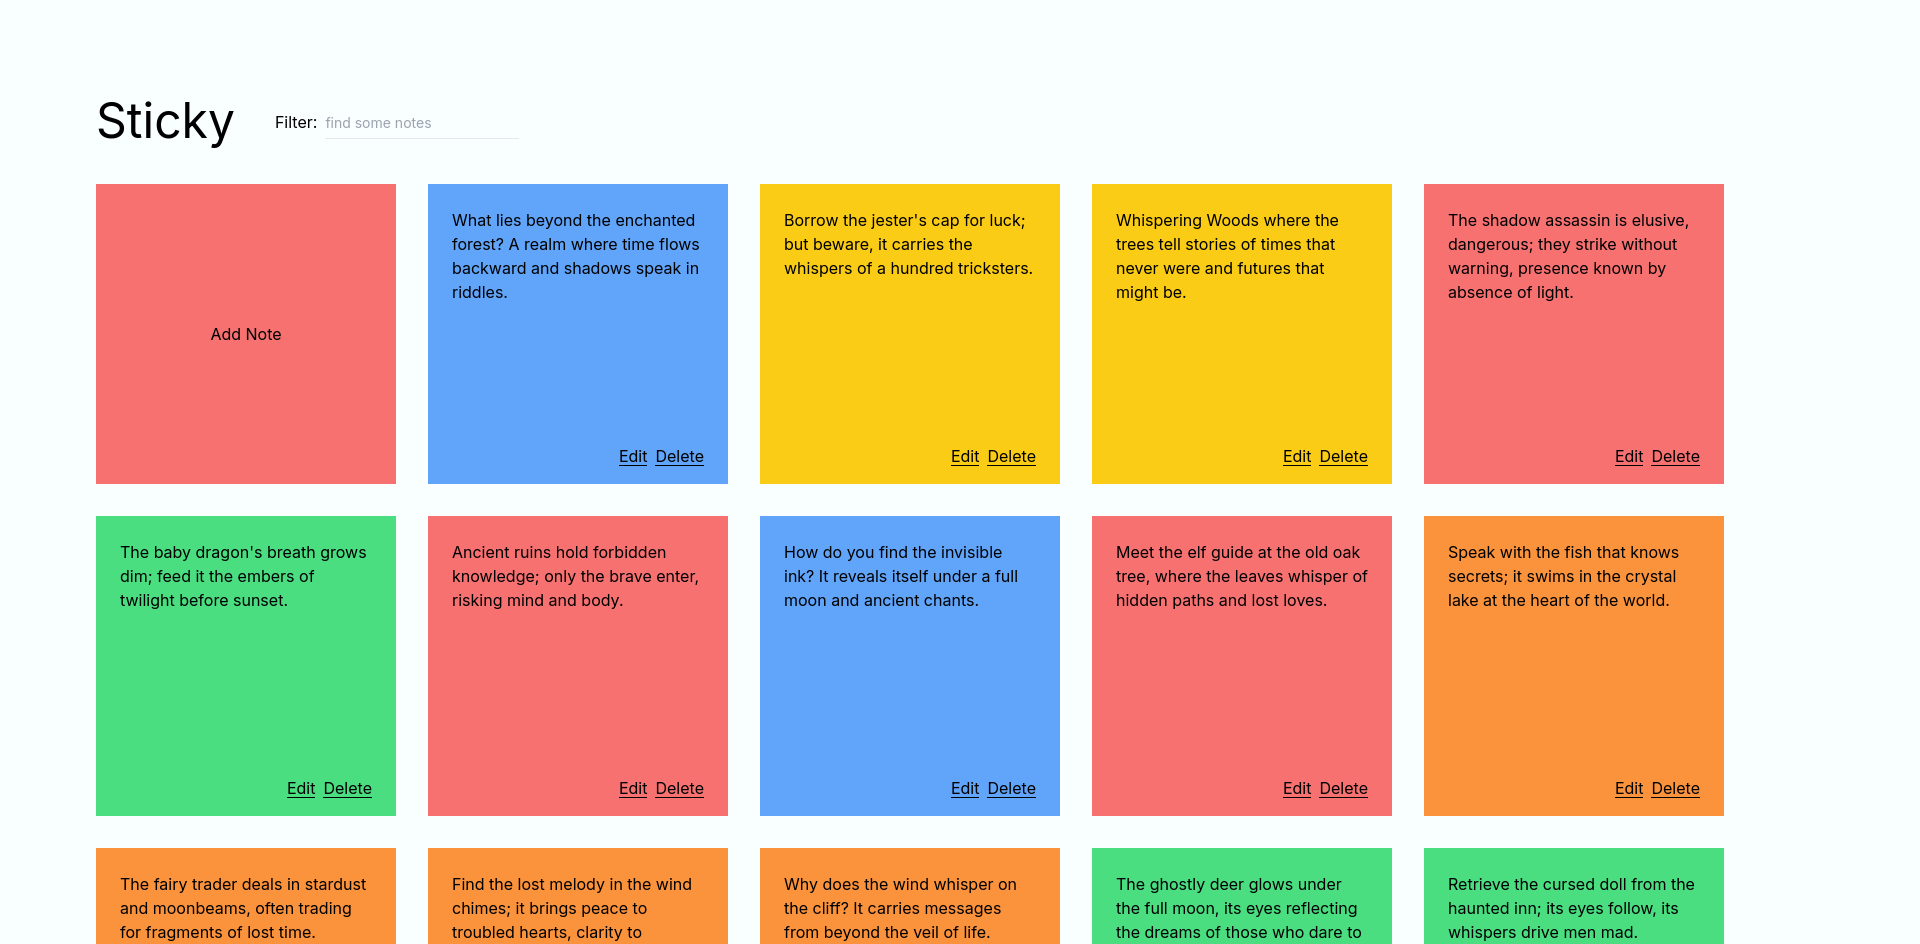 Sticky
Filter: find some notes
Add Note
What lies beyond the enchanted
forest? A realm where time flows
backward and shadows speak in
riddles.
Edit Delete
Borrow the jester's cap for luck;
but beware, it carries the
whispers of a hundred tricksters.
Edit Delete
Whispering Woods where the
trees tell stories of times that
never were and futures that
might be.
Edit Delete
The shadow assassin is elusive,
dangerous; they strike without
warning, presence known by
absence of light.
Edit Delete
The baby dragon's breath grows
dim; feed it the embers of
twilight before sunset.
Edit Delete
Ancient ruins hold forbidden
knowledge; only the brave enter,
risking mind and body.
Edit Delete
How do you find the invisible
ink? It reveals itself under a full
moon and ancient chants.
Edit Delete
Meet the elf guide at the old oak
tree, where the leaves whisper of
hidden paths and lost loves.
Edit Delete
Speak with the fish that knows
secrets; it swims in the crystal
lake at the heart of the world.
Edit Delete
The fairy trader deals in stardust
and moonbeams, often trading
for fragments of lost time.
Find the lost melody in the wind
chimes; it brings peace to
troubled hearts, clarity to
Why does the wind whisper on
the cliff? It carries messages
from beyond the veil of life.
The ghostly deer glows under
the full moon, its eyes reflecting
the dreams of those who dare to
Retrieve the cursed doll from the
haunted inn; its eyes follow, its
whispers drive men mad.